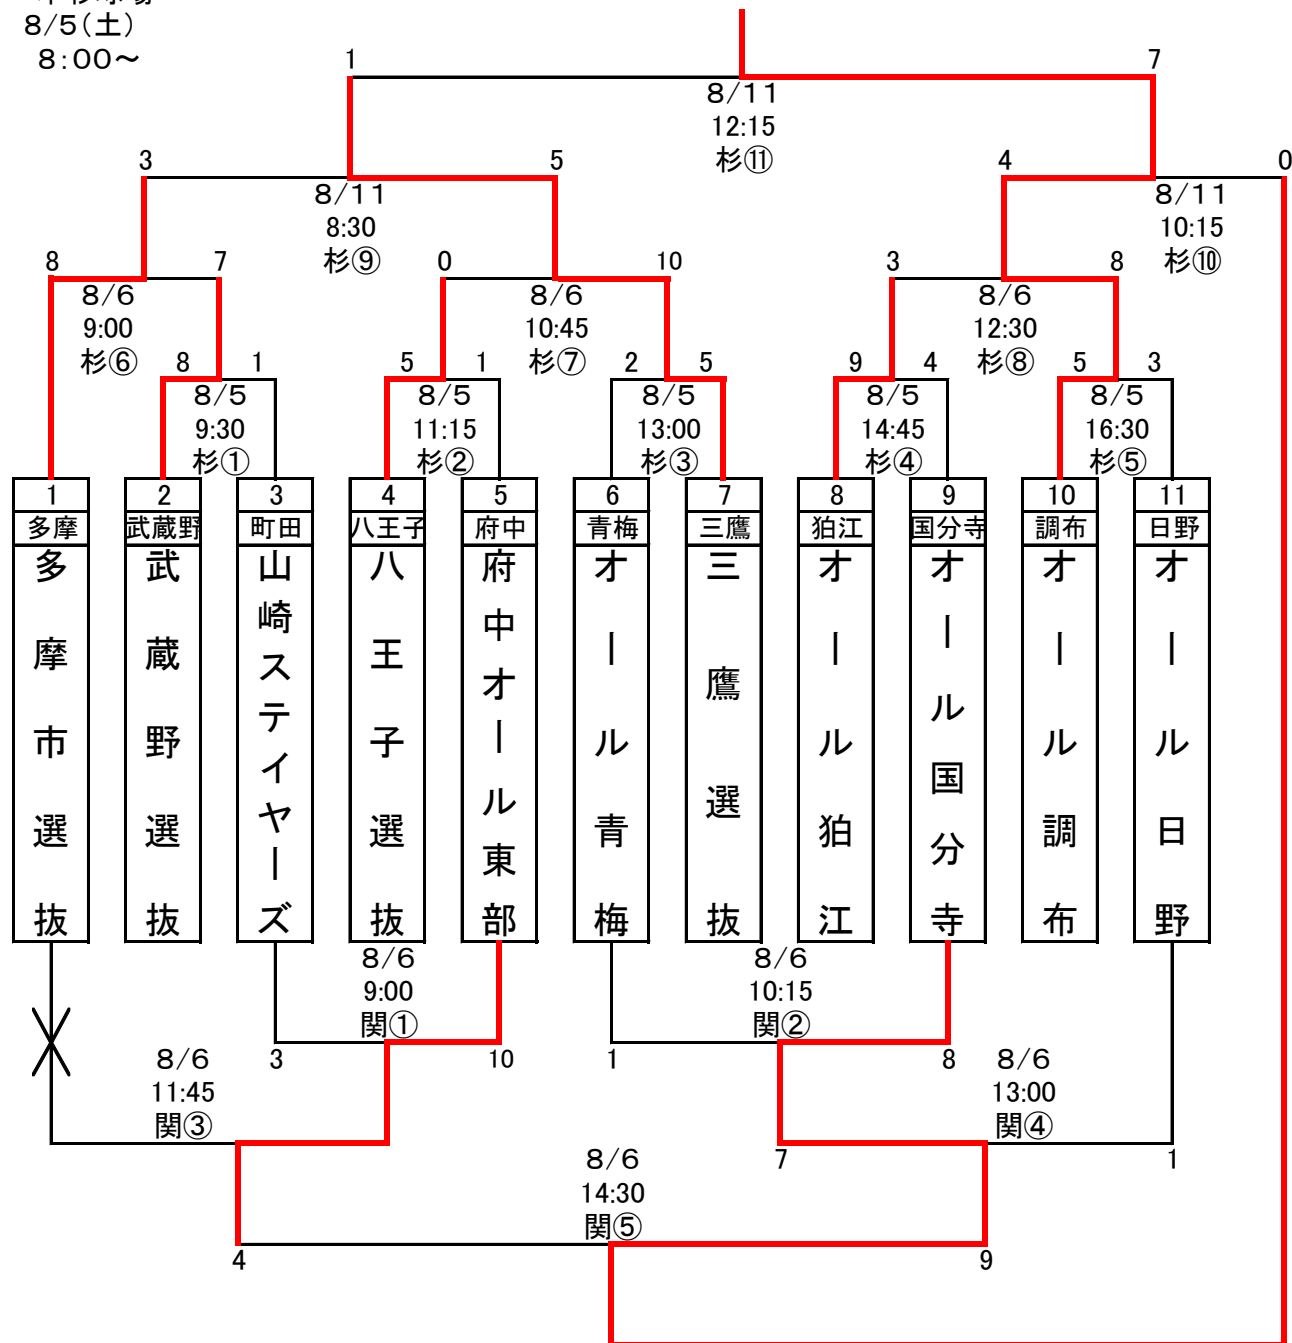 8/5(土)
8:00～
1
7
8/11
12:15
杉⑪
3
5
4
0
8/11
8:30
杉⑨
8/11
10:15
杉⑩
8
7
0
10
3
8
8/6
9:00
杉⑥
8/6
10:45
杉⑦
8/6
12:30
杉⑧
8
1
5
1
2
5
9
4
5
3
8/5
9:30
杉①
8/5
11:15
杉②
8/5
13:00
杉③
8/5
14:45
杉④
8/5
16:30
杉⑤
1
多摩
多摩市選抜
2
武蔵野
武蔵野選抜
3
町田
山崎ステイヤーズ
4
八王子
八王子選抜
5
府中
府中オール東部
6
青梅
オール青梅
7
三鷹
三鷹選抜
8
狛江
オール狛江
9
国分寺
オール国分寺
10
調布
オール調布
11
日野
オール日野
8/6
9:00
関①
8/6
10:15
関②
3
10
1
8
8/6
11:45
関③
8/6
13:00
関④
7
1
8/6
14:30
関⑤
4
9